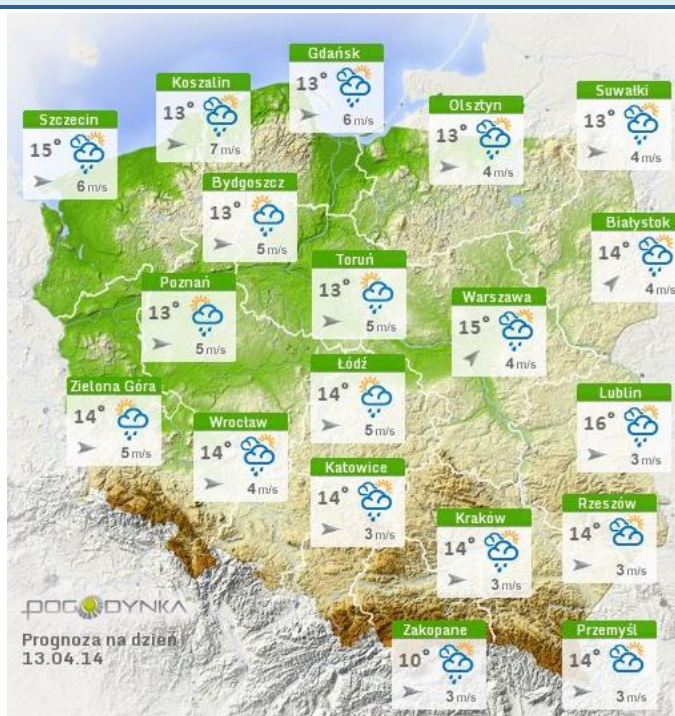 Gdańsk
13°
6 m/s
Koszalin
13°
7 m/s
Suwałki
13°
4 m/s
Olsztyn
13°
4 m/s
Szczecin
15°
6 m/s
Bydgoszcz
13°
5 m/s
Białystok
14°
4 m/s
Toruń
13°
5 m/s
Poznań
13°
5 m/s
Warszawa
15°
4 m/s
Łódź
14°
5 m/s
Zielona Góra
14°
5 m/s
Lublin
16°
3 m/s
Wrocław
14°
4 m/s
Katowice
14°
3 m/s
Rzeszów
14°
3 m/s
Kraków
14°
3 m/s
POGODYNKA
Prognoza na dzień
13.04.14
Zakopane
10°
3 m/s
Przemyśl
14°
3 m/s